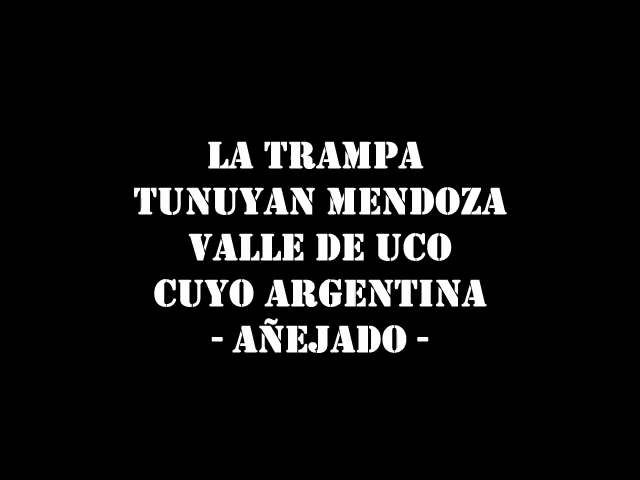 LA TRAMPA
TUNUYAN MENDOZA
VALLE DE UCO
CUYO ARGENTINA
- AÑEJADO -